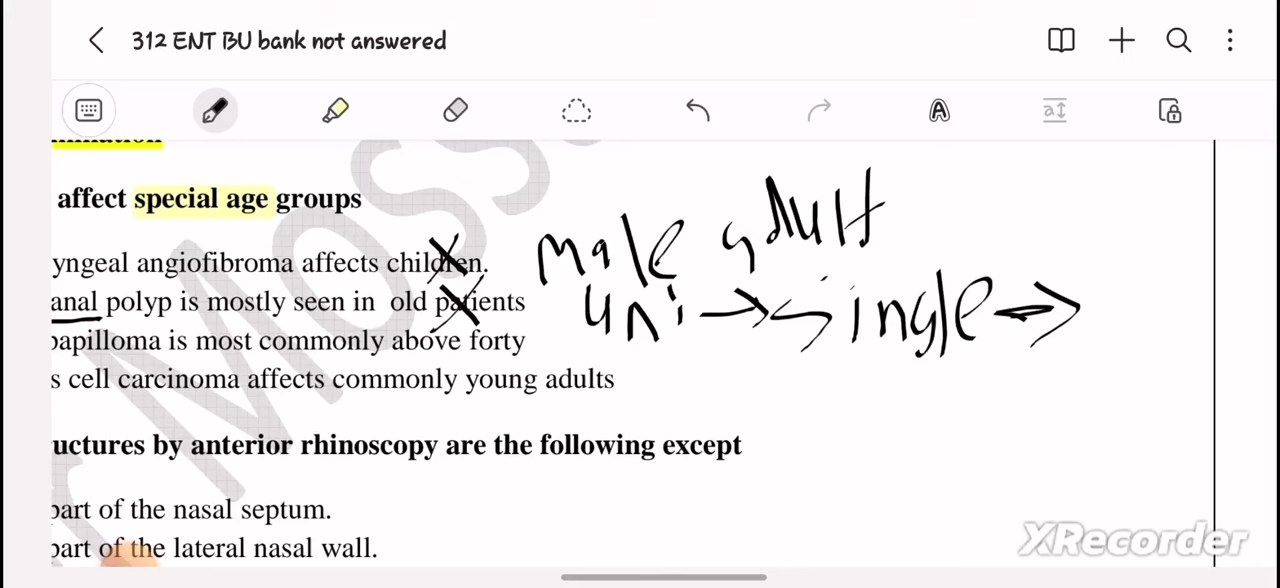 312 ENT BU bank not answered
affect special age groups
yngeal angiofibroma affects children.
male adult
anal polyp is mostly seen in old patients
uni → single →
papilloma is most commonly above forty
s cell carcinoma affects commonly young adults
uctures by anterior rhinoscopy are the following except
part of the nasal septum.
part of the lateral nasal wall.
XRecorder